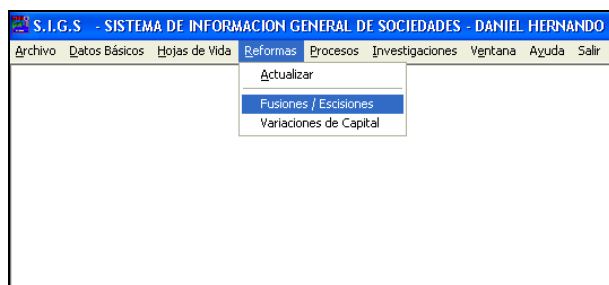 S.I.G.S - SISTEMA DE INFORMACION GENERAL DE SOCIEDADES - DANIEL HERNANDO
Archivo Datos Básicos Hojas de Vida Reformas Procesos Investigaciones Ventana Ayuda Salir
Actualizar
Fusiones / Escisiones
Variaciones de Capital